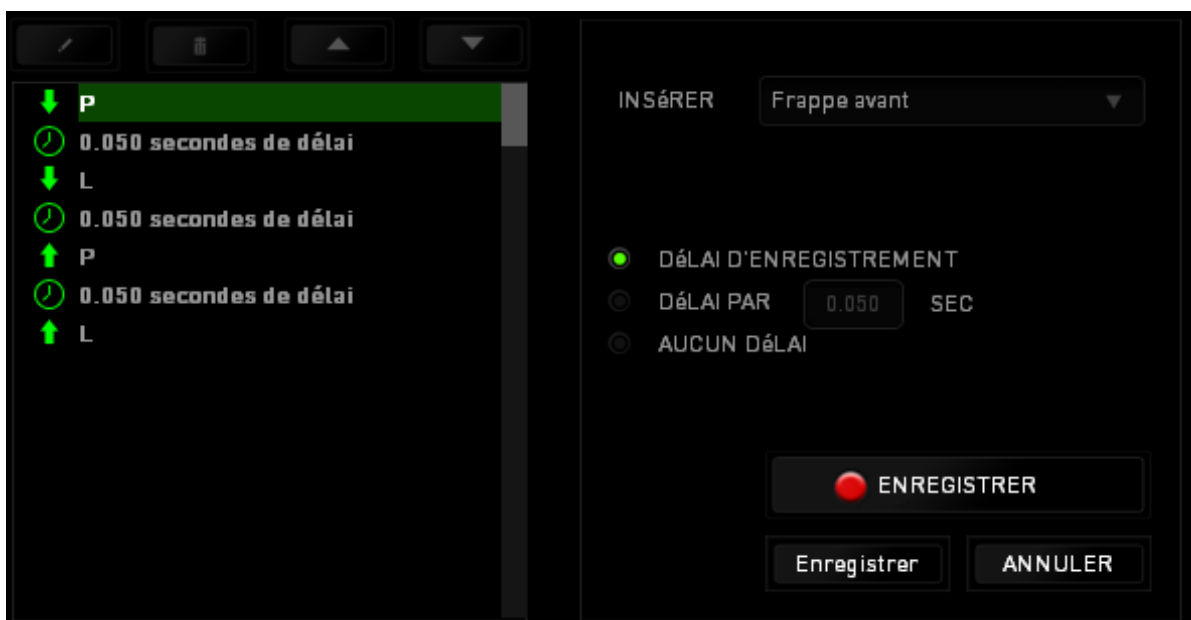 P
0.050 secondes de délai
L
0.050 secondes de délai
P
0.050 secondes de délai
L
INSéRER Frappe avant
DéLAI D'ENREGISTREMENT
DéLAI PAR 0.050 SEC
AUCUN DéLAI
ENREGISTRER
Enregistrer ANNULER